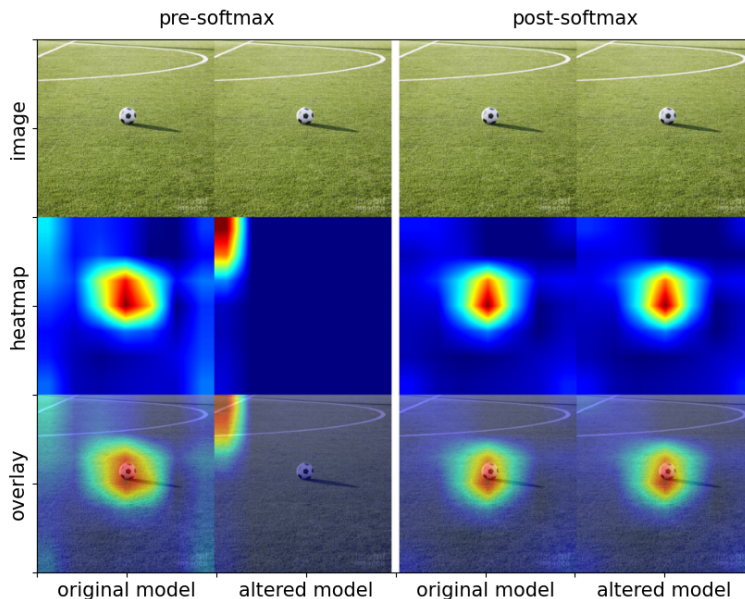 pre-softmax
post-softmax
image
heatmap
overlay
original model
altered model
original model
altered model